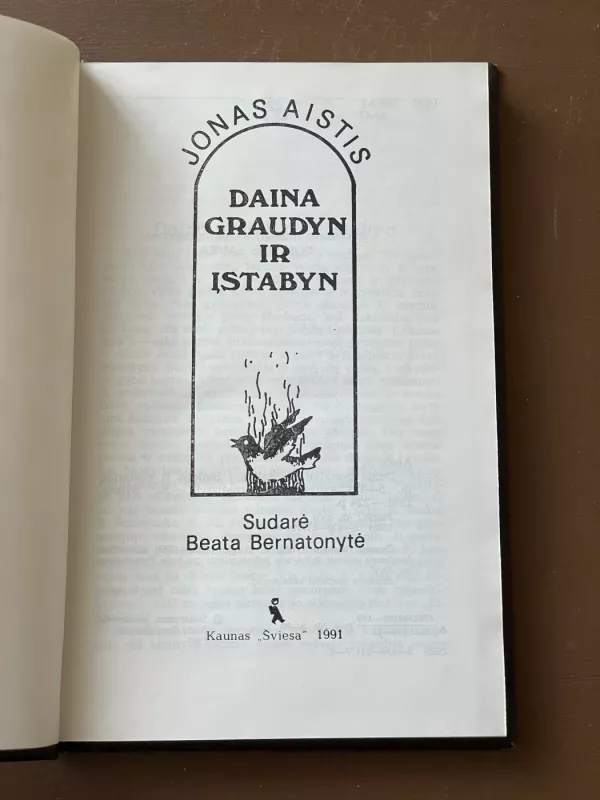 JONAS AISTIS
DAINA
GRAUDYN
IR
ĮSTABYN
Sudarė
Beata Bernatonytė
Kaunas „Šviesa“ 1991